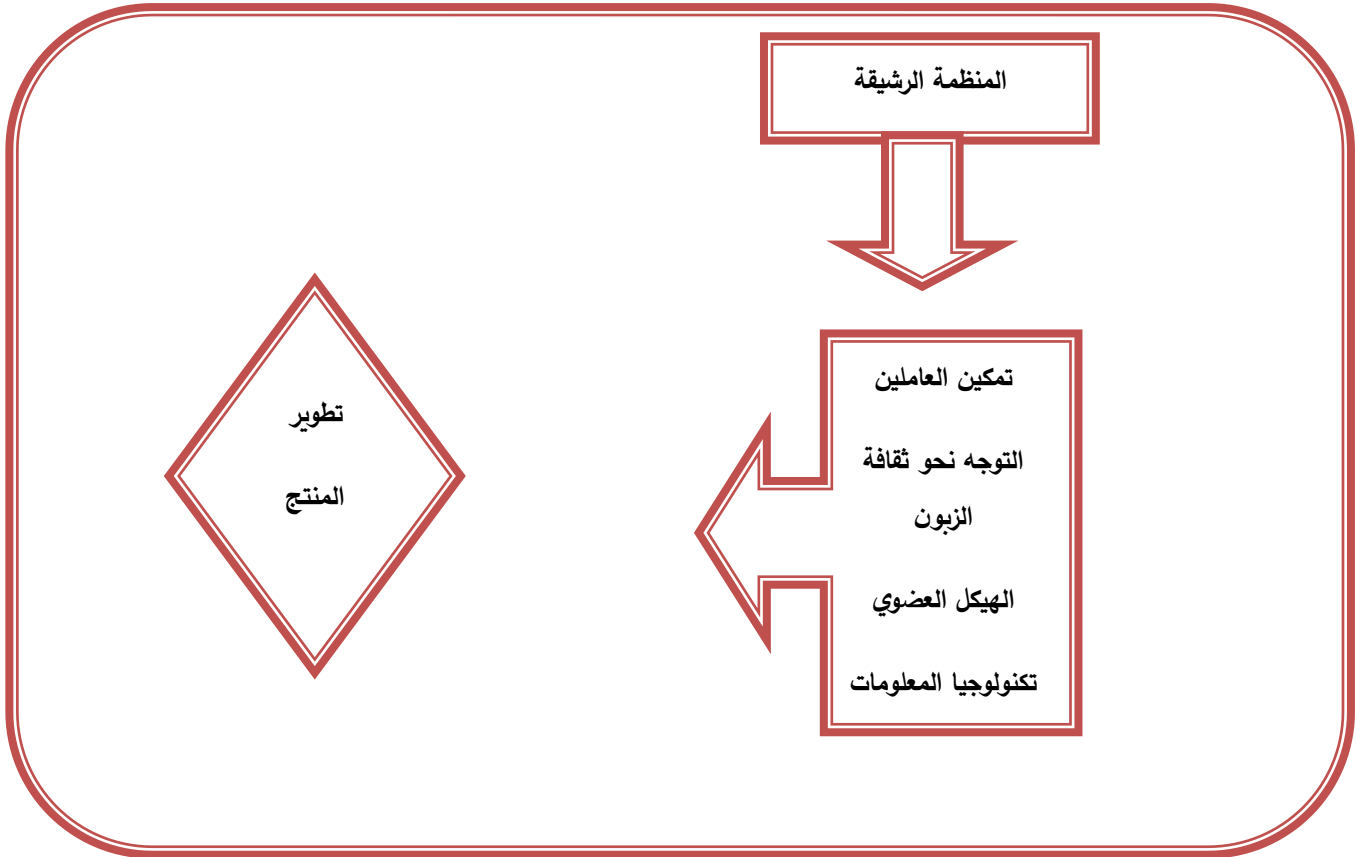 المنظمة الرشيقة
تمكين العاملين
التوجه نحو ثقافة
الزبون
الهيكل العضوي
تكنولوجيا المعلومات
تطوير
المنتج